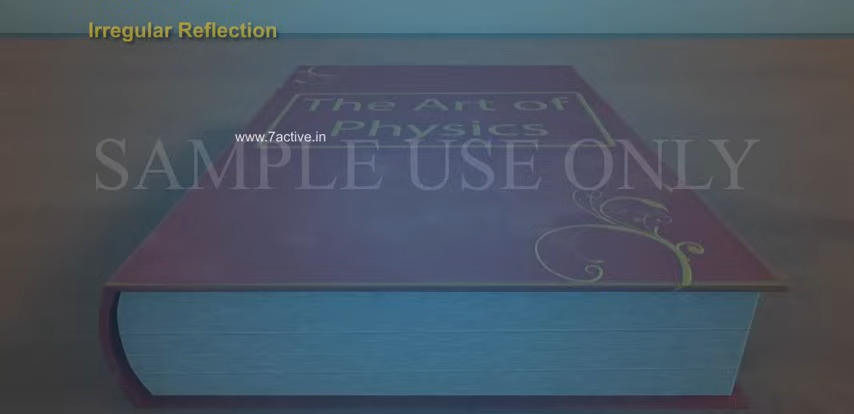 Irregular Reflection
The Art of
Physics
www.7active.in
SAMPLE USE ONLY